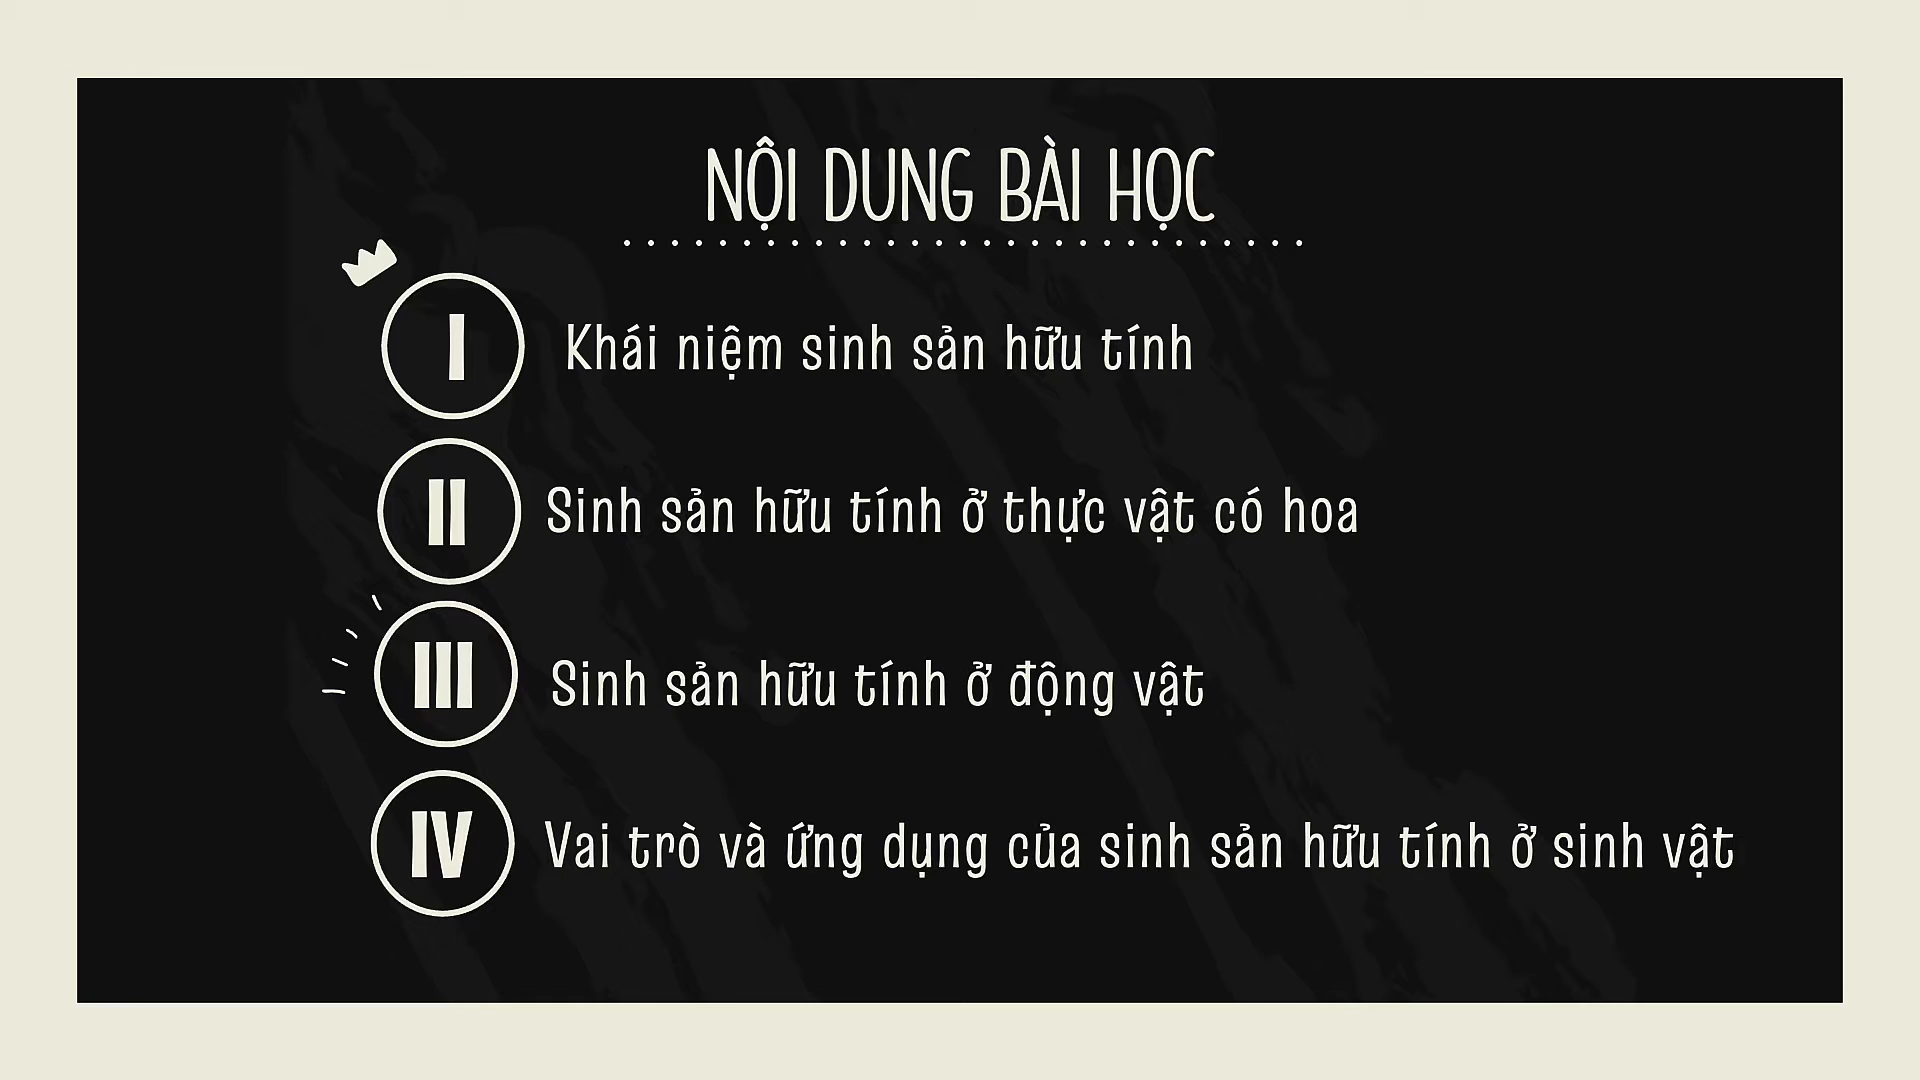 NỘI DUNG BÀI HỌC
I Khái niệm sinh sản hữu tính
II Sinh sản hữu tính ở thực vật có hoa
III Sinh sản hữu tính ở động vật
IV Vai trò và ứng dụng của sinh sản hữu tính ở sinh vật